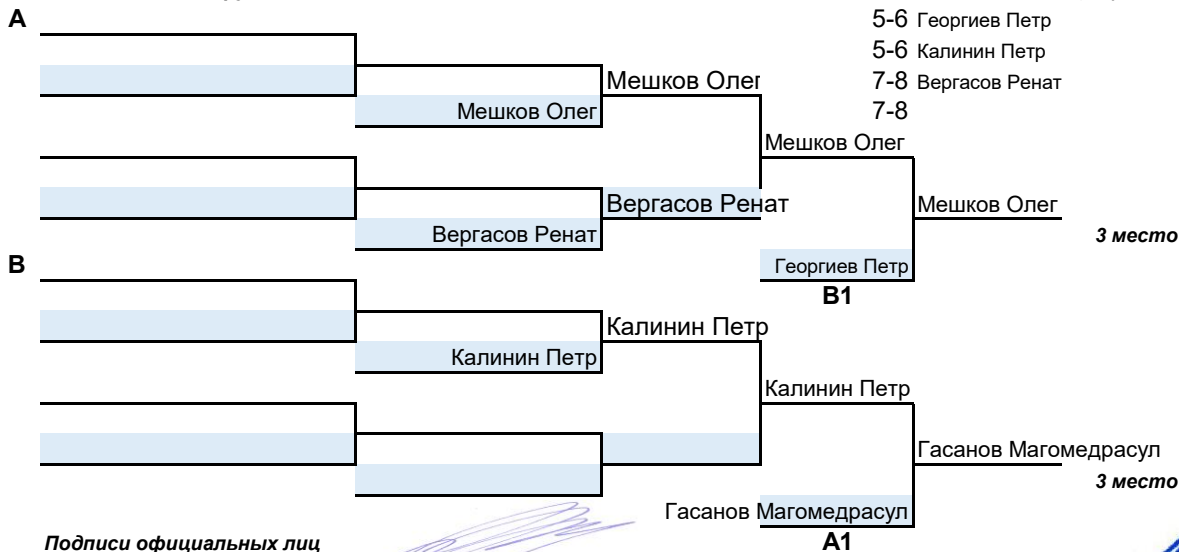 A
5-6 Георгиев Петр
5-6 Калинин Петр
7-8 Вергасов Ренат
7-8
Мешков Олег
Мешков Олег
Мешков Олег
Вергасов Ренат
Вергасов Ренат
Мешков Олег
3 место
Георгиев Петр
B1
B
Калинин Петр
Калинин Петр
Калинин Петр
Гасанов Магомедрасул
3 место
Гасанов Магомедрасул
A1
Подписи официальных лиц